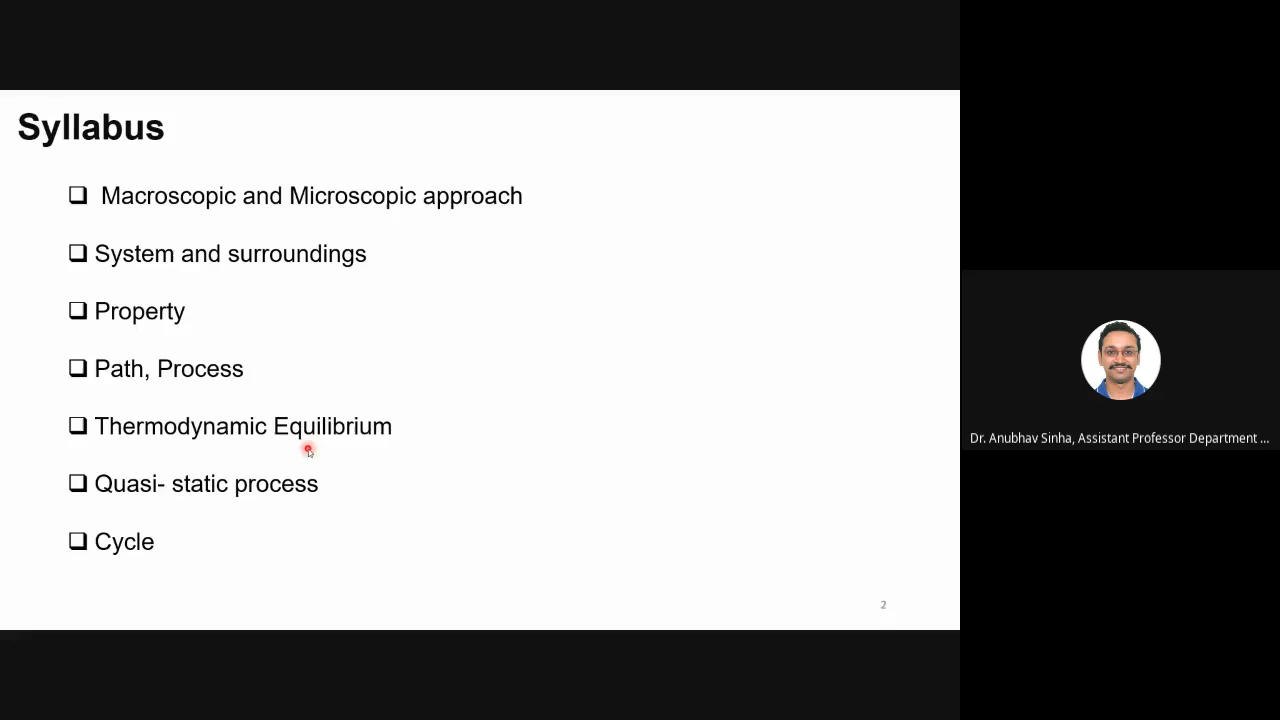 Syllabus
Macroscopic and Microscopic approach
System and surroundings
Property
Path, Process
Thermodynamic Equilibrium
Quasi- static process
Cycle
2
Dr. Anubhav Sinha, Assistant Professor Department ...